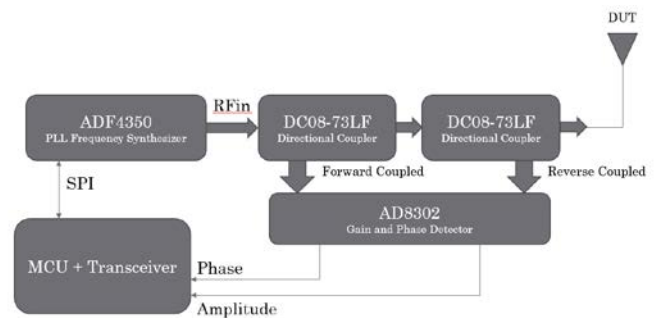 DUT
RFin
ADF4350
PLL Frequency Synthesizer
DC08-73LF
Directional Coupler
DC08-73LF
Directional Coupler
SPI
Forward Coupled
Reverse Coupled
AD8302
Gain and Phase Detector
MCU + Transceiver
Phase
Amplitude